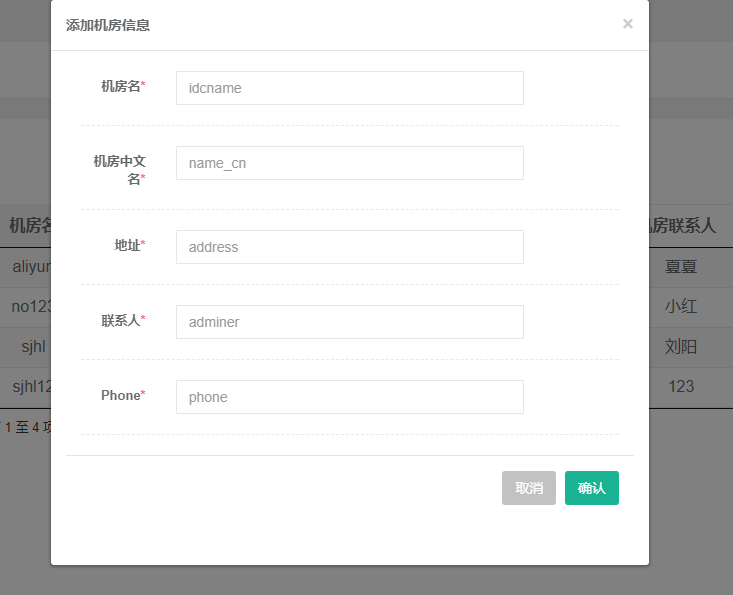 添加机房信息
×
机房名*
idcname
机房中文
名*
name_cn
地址*
address
联系人*
adminer
Phone*
phone
取消
确认
机房名
房联系人
aliyun
夏夏
no123
小红
sjhl
刘阳
sjhl12
123
1 至 4 项